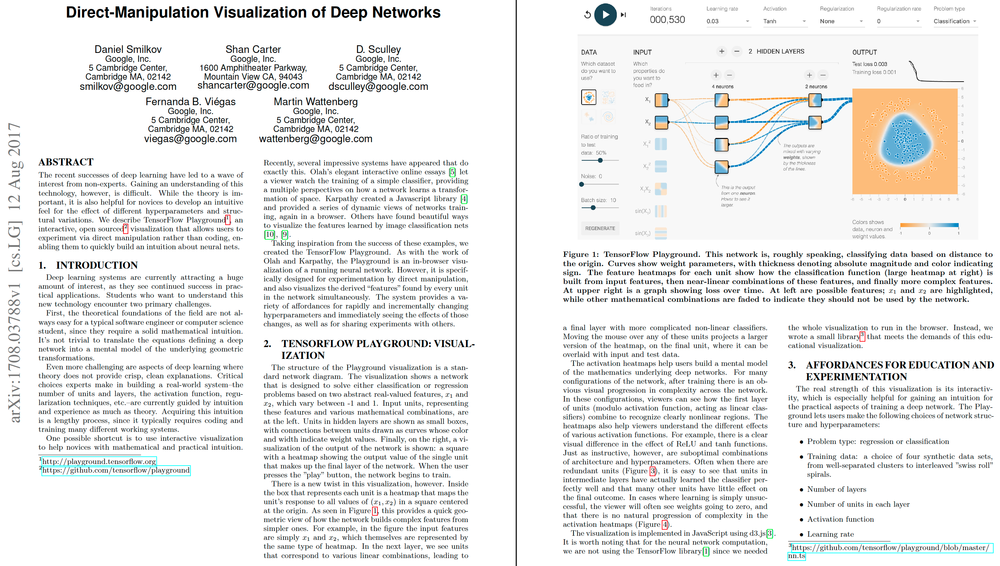 Direct-Manipulation Visualization of Deep Networks
Daniel Smilkov
Google, Inc.
5 Cambridge Center,
Cambridge MA, 02142
smilkov@google.com
Shan Carter
Google, Inc.
1600 Amphitheater Parkway,
Mountain View CA, 94043
shancarter@google.com
D. Sculley
Google, Inc.
5 Cambridge Center,
Cambridge MA, 02142
dsculley@google.com
Fernanda B. Viégas
Google, Inc.
5 Cambridge Center,
Cambridge MA, 02142
viegas@google.com
Martin Wattenberg
Google, Inc.
5 Cambridge Center,
Cambridge MA, 02142
wattenberg@google.com
arXiv:1708.03788v1 [cs.LG] 12 Aug 2017
ABSTRACT
The recent successes of deep learning have led to a wave of
interest from non-experts. Gaining an understanding of this
technology, however, is difficult. While the theory is im-
portant, it is also helpful for novices to develop an intuitive
feel for the effect of different hyperparameters and struc-
tural variations. We describe TensorFlow Playground1, an
interactive, open sourced2 visualization that allows users to
experiment via direct manipulation rather than coding, en-
abling them to quickly build an intuition about neural nets.
1. INTRODUCTION
Deep learning systems are currently attracting a huge
amount of interest, as they see continued success in prac-
tical applications. Students who want to understand this
new technology encounter two primary challenges.
First, the theoretical foundations of the field are not al-
ways easy for a typical software engineer or computer science
student, since they require a solid mathematical intuition.
It's not trivial to translate the equations defining a deep
network into a mental model of the underlying geometric
transformations.
Even more challenging are aspects of deep learning where
theory does not provide crisp, clean explanations. Critical
choices experts make in building a real-world system–the
number of units and layers, the activation function, regu-
larization techniques, etc.–are currently guided by intuition
and experience as much as theory. Acquiring this intuition
is a lengthy process, since it typically requires coding and
training many different working systems.
One possible shortcut is to use interactive visualization
to help novices with mathematical and practical intuition.
1http://playground.tensorflow.org
2https://github.com/tensorflow/playground
Recently, several impressive systems have appeared that do
exactly this. Olah's elegant interactive online essays [5] let
a viewer watch the training of a simple classifier, providing
a multiple perspectives on how a network learns a transfor-
mation of space. Karpathy created a Javascript library [4]
and provided a series of dynamic views of networks train-
ing, again in a browser. Others have found beautiful ways
to visualize the features learned by image classification nets
[10], [9].
Taking inspiration from the success of these examples, we
created the TensorFlow Playground. As with the work of
Olah and Karpathy, the Playground is an in-browser visu-
alization of a running neural network. However, it is specif-
ically designed for experimentation by direct manipulation,
and also visualizes the derived “features” found by every unit
in the network simultaneously. The system provides a va-
riety of affordances for rapidly and incrementally changing
hyperparameters and immediately seeing the effects of those
changes, as well as for sharing experiments with others.
2. TENSORFLOW PLAYGROUND: VISUAL-
IZATION
The structure of the Playground visualization is a stan-
dard network diagram. The visualization shows a network
that is designed to solve either classification or regression
problems based on two abstract real-valued features, x1 and
x2, which vary between -1 and 1. Input units, representing
these features and various mathematical combinations, are
at the left. Units in hidden layers are shown as small boxes,
with connections between units drawn as curves whose color
and width indicate weight values. Finally, on the right, a vi-
sualization of the output of the network is shown: a square
with a heatmap showing the output value of the single unit
that makes up the final layer of the network. When the user
presses the ”play” button, the network begins to train.
There is a new twist in this visualization, however. Inside
the box that represents each unit is a heatmap that maps the
unit's response to all values of (x1, x2) in a square centered
at the origin. As seen in Figure 1, this provides a quick geo-
metric view of how the network builds complex features from
simpler ones. For example, in the figure the input features
are simply x1 and x2, which themselves are represented by
the same type of heatmap. In the next layer, we see units
that correspond to various linear combinations, leading to
Iterations
000,530
Learning rate
0.03
Activation
Tanh
Regularization
None
Regularization rate
0
Problem type
Classification
DATA
Which dataset
do you want to
use?
Ratio of training
to test
data: 50%
Noise: 0
Batch size: 10
REGENERATE
INPUT
Which
properties do
you want to
feed in?
X1
X2
X1²
X2²
X1X2
sin(X1)
sin(X2)
+ − 2 HIDDEN LAYERS
+ −
4 neurons
+ −
2 neurons
This is the output
from one neuron.
Hover to see it
larger.
The outputs are
mixed with varying
weights, shown
by the thickness
of the lines.
OUTPUT
Test loss 0.003
Training loss 0.001
6
5
4
3
2
1
0
-1
-2
-3
-4
-5
-6
-6 -5 -4 -3 -2 -1 0 1 2 3 4 5 6
Colors shows
data, neuron and
weight values.
-1 0 1
Figure 1: TensorFlow Playground. This network is, roughly speaking, classifying data based on distance to
the origin. Curves show weight parameters, with thickness denoting absolute magnitude and color indicating
sign. The feature heatmaps for each unit show how the classification function (large heatmap at right) is
built from input features, then near-linear combinations of these features, and finally more complex features.
At upper right is a graph showing loss over time. At left are possible features; x1 and x2 are highlighted,
while other mathematical combinations are faded to indicate they should not be used by the network.
a final layer with more complicated non-linear classifiers.
Moving the mouse over any of these units projects a larger
version of the heatmap, on the final unit, where it can be
overlaid with input and test data.
The activation heatmaps help users build a mental model
of the mathematics underlying deep networks. For many
configurations of the network, after training there is an ob-
vious visual progression in complexity across the network.
In these configurations, viewers can see how the first layer
of units (modulo activation function, acting as linear clas-
sifiers) combine to recognize clearly nonlinear regions. The
heatmaps also help viewers understand the different effects
of various activation functions. For example, there is a clear
visual difference in the effect of ReLU and tanh functions.
Just as instructive, however, are suboptimal combinations
of architecture and hyperparameters. Often when there are
redundant units (Figure 3), it is easy to see that units in
intermediate layers have actually learned the classifier per-
fectly well and that many other units have little effect on
the final outcome. In cases where learning is simply unsuc-
cessful, the viewer will often see weights going to zero, and
that there is no natural progression of complexity in the
activation heatmaps (Figure 4).
The visualization is implemented in JavaScript using d3.js[3].
It is worth noting that for the neural network computation,
we are not using the TensorFlow library[1] since we needed
the whole visualization to run in the browser. Instead, we
wrote a small library3 that meets the demands of this edu-
cational visualization.
3. AFFORDANCES FOR EDUCATION AND
EXPERIMENTATION
The real strength of this visualization is its interactiv-
ity, which is especially helpful for gaining an intuition for
the practical aspects of training a deep network. The Play-
ground lets users make the following choices of network struc-
ture and hyperparameters:
• Problem type: regression or classification
• Training data: a choice of four synthetic data sets,
from well-separated clusters to interleaved ”swiss roll”
spirals.
• Number of layers
• Number of units in each layer
• Activation function
• Learning rate
3https://github.com/tensorflow/playground/blob/master/
nn.ts